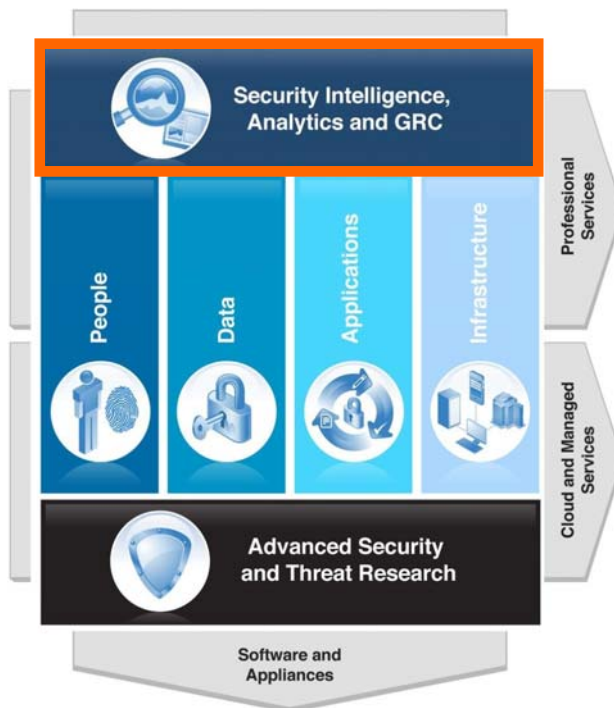 Security Intelligence,
Analytics and GRC
People
Data
Applications
Infrastructure
Professional
Services
Cloud and Managed
Services
Advanced Security
and Threat Research
Software and
Appliances